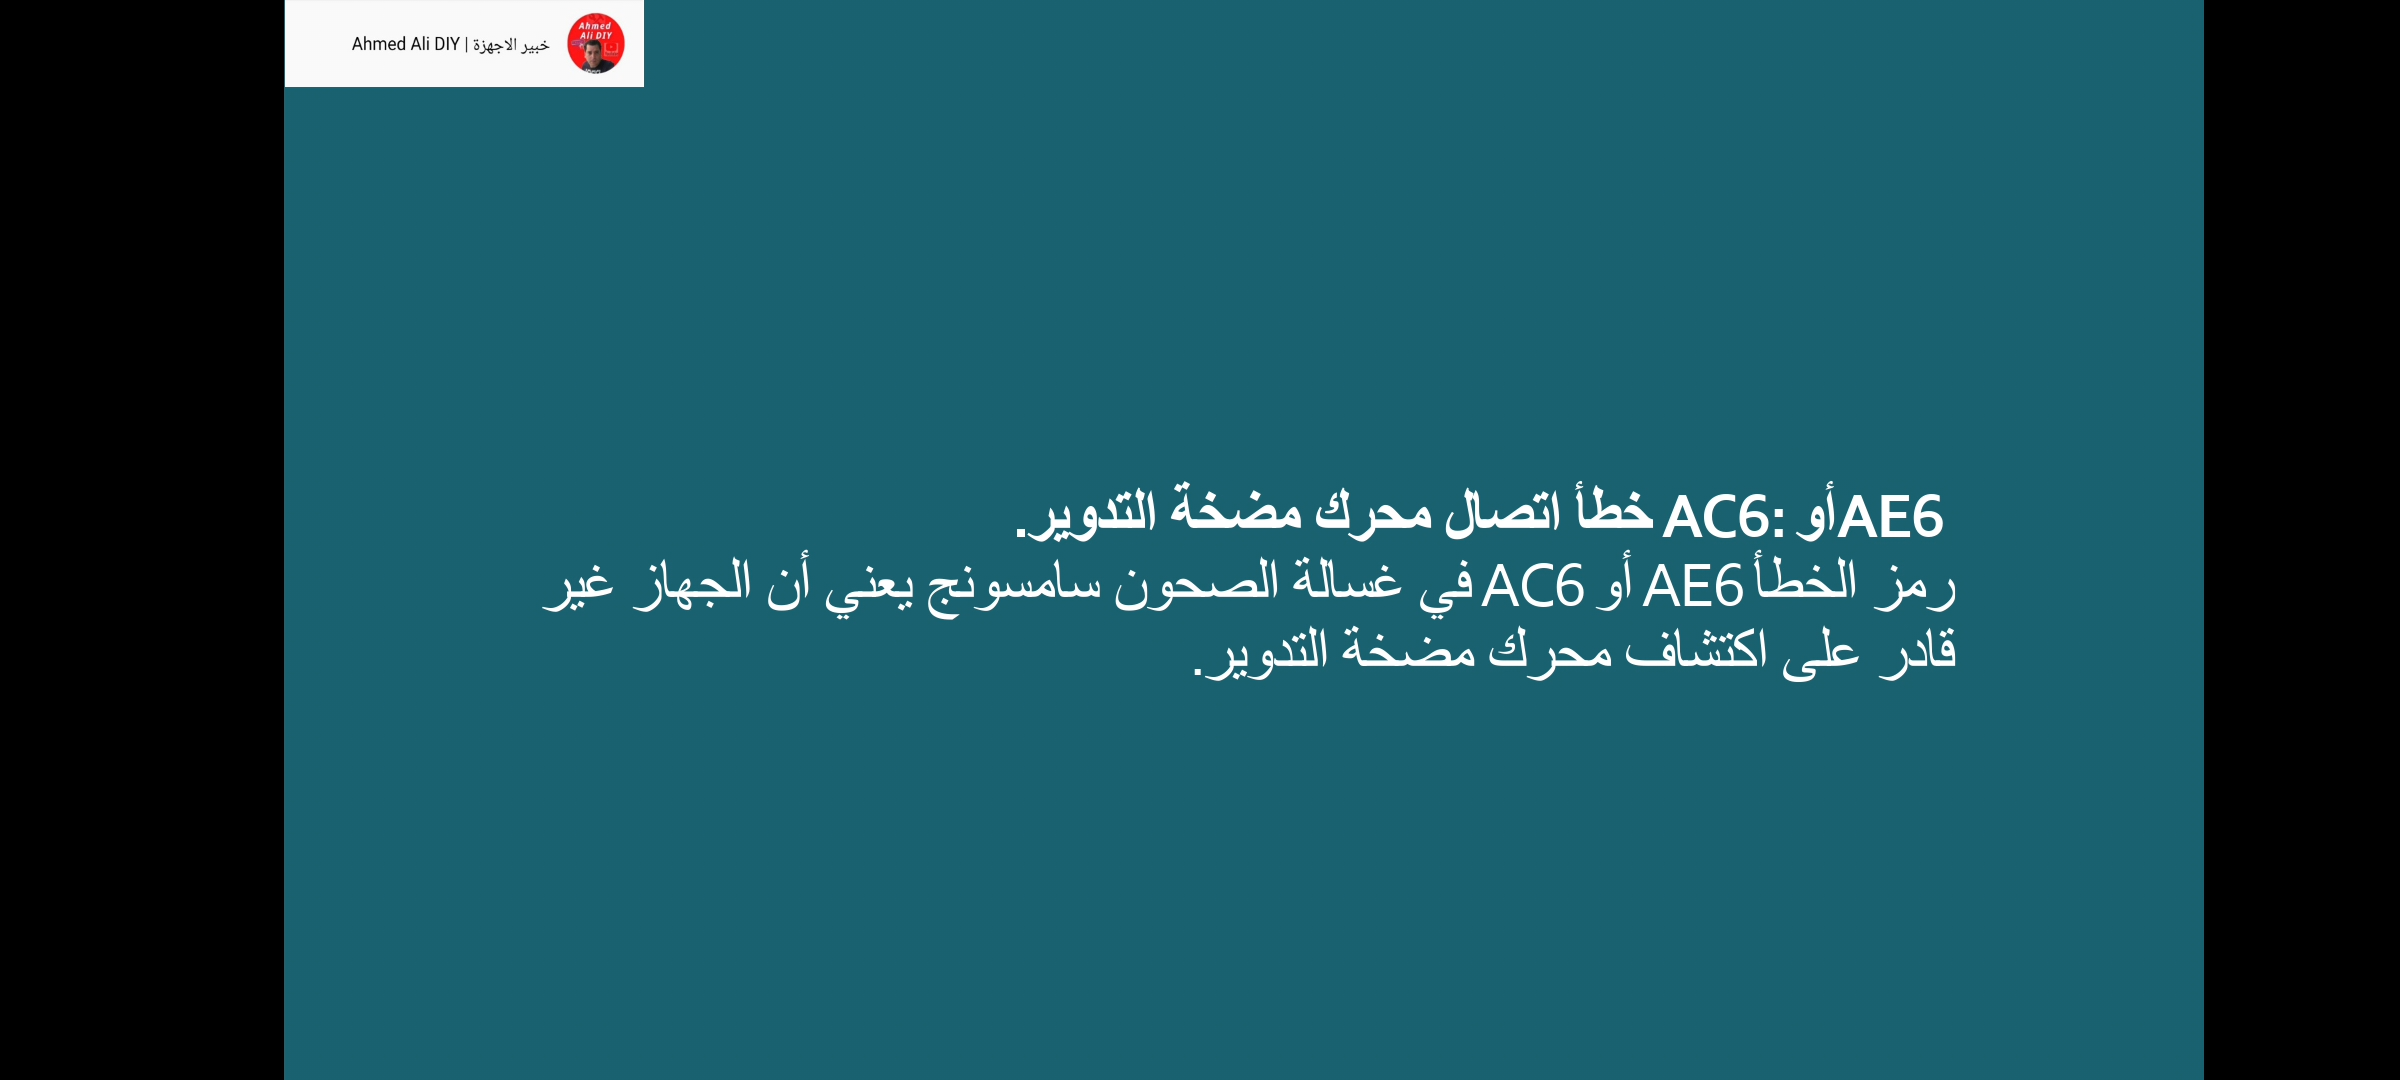 خبير الاجهزة | Ahmed Ali DIY
Ahmed
Ali DIY
AE6أو AC6: خطأ اتصال محرك مضخة التدوير.
رمز الخطأ AE6 أو AC6 في غسالة الصحون سامسونج يعني أن الجهاز غير
قادر على اكتشاف محرك مضخة التدوير.